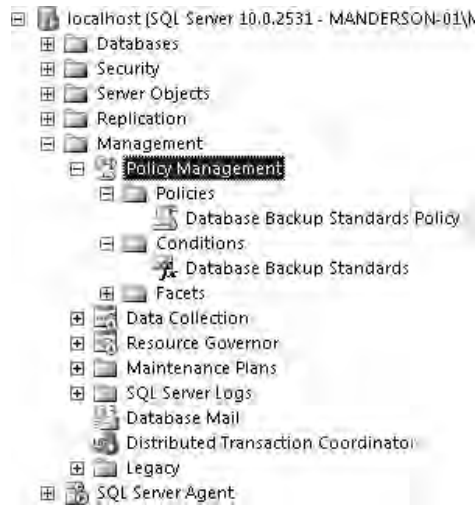 localhost (SQL Server 10.0.2531 - MANDERSON-01\
Databases
Security
Server Objects
Replication
Management
Policy Management
Policies
Database Backup Standards Policy
Conditions
Database Backup Standards
Facets
Data Collection
Resource Governor
Maintenance Plans
SQL Server Logs
Database Mail
Distributed Transaction Coordinator
Legacy
SQL Server Agent